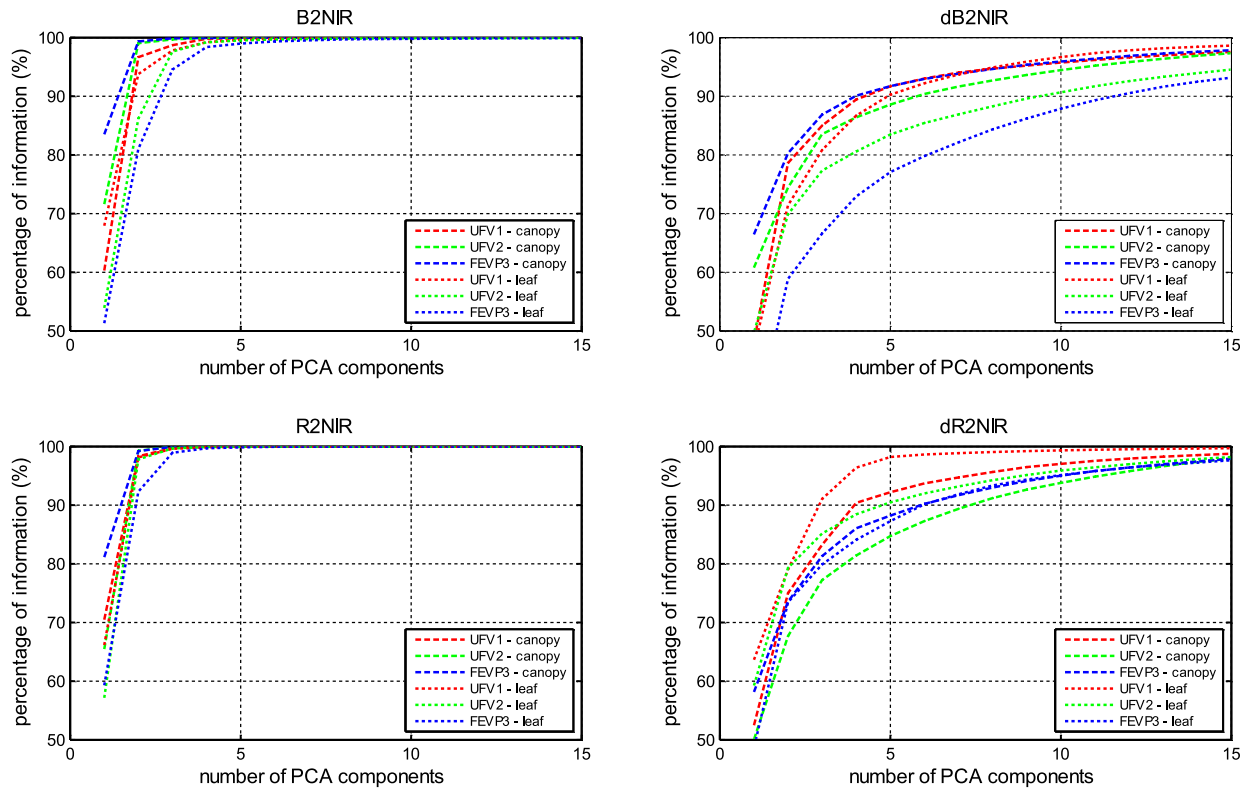 B2NIR
percentage of information (%)
100
90
80
70
60
50
0
5
10
15
number of PCA components
UFV1 - canopy
UFV2 - canopy
FEVP3 - canopy
UFV1 - leaf
UFV2 - leaf
FEVP3 - leaf
dB2NIR
percentage of information (%)
100
90
80
70
60
50
0
5
10
15
number of PCA components
UFV1 - canopy
UFV2 - canopy
FEVP3 - canopy
UFV1 - leaf
UFV2 - leaf
FEVP3 - leaf
R2NIR
percentage of information (%)
100
90
80
70
60
50
0
5
10
15
number of PCA components
UFV1 - canopy
UFV2 - canopy
FEVP3 - canopy
UFV1 - leaf
UFV2 - leaf
FEVP3 - leaf
dR2NIR
percentage of information (%)
100
90
80
70
60
50
0
5
10
15
number of PCA components
UFV1 - canopy
UFV2 - canopy
FEVP3 - canopy
UFV1 - leaf
UFV2 - leaf
FEVP3 - leaf